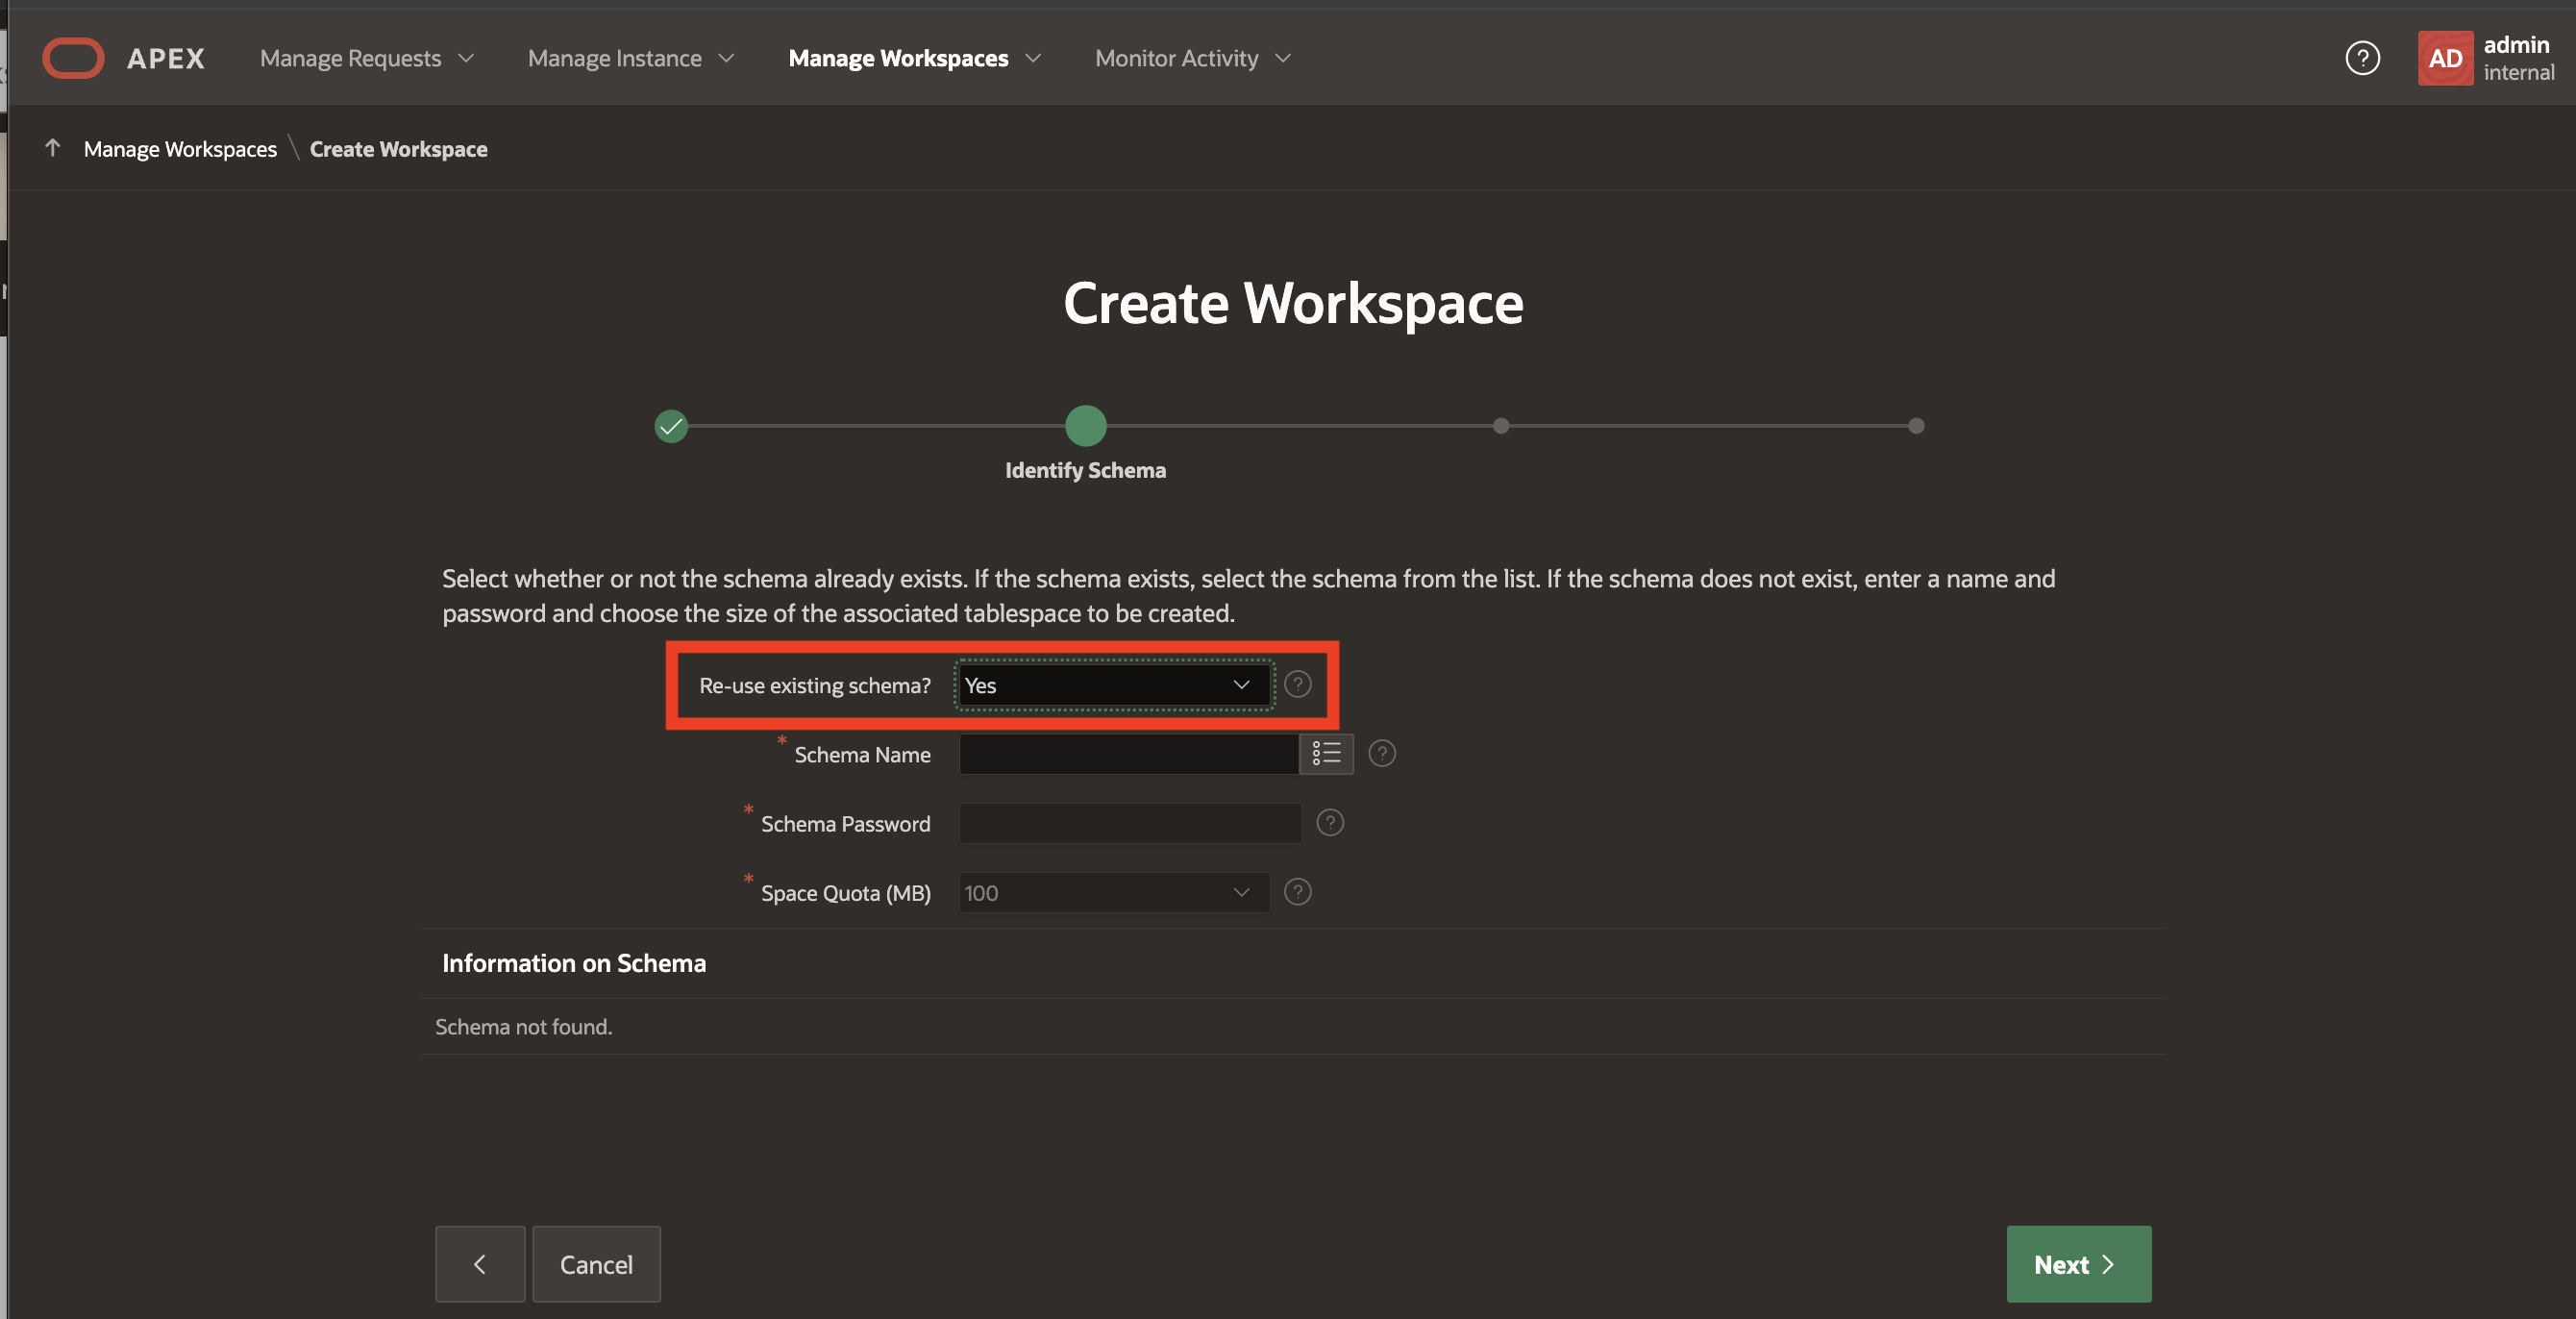 APEX Manage Requests Manage Instance Manage Workspaces Monitor Activity ? AD admin
internal
Manage Workspaces \ Create Workspace
Create Workspace
Identify Schema
Select whether or not the schema already exists. If the schema exists, select the schema from the list. If the schema does not exist, enter a name and
password and choose the size of the associated tablespace to be created.
Re-use existing schema? Yes ?
* Schema Name ?
* Schema Password ?
* Space Quota (MB) 100 ?
Information on Schema
Schema not found.
Cancel Next